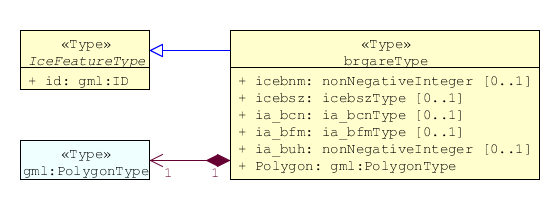 «Type»
IceFeatureType
+ id: gml:ID
«Type»
brgareType
+ icebnm: nonNegativeInteger [0..1]
+ icebsz: icebszType [0..1]
+ ia_bcn: ia_bcnType [0..1]
+ ia_bfm: ia_bfmType [0..1]
+ ia_buh: nonNegativeInteger [0..1]
+ Polygon: gml:PolygonType
«Type»
gml:PolygonType
1
1